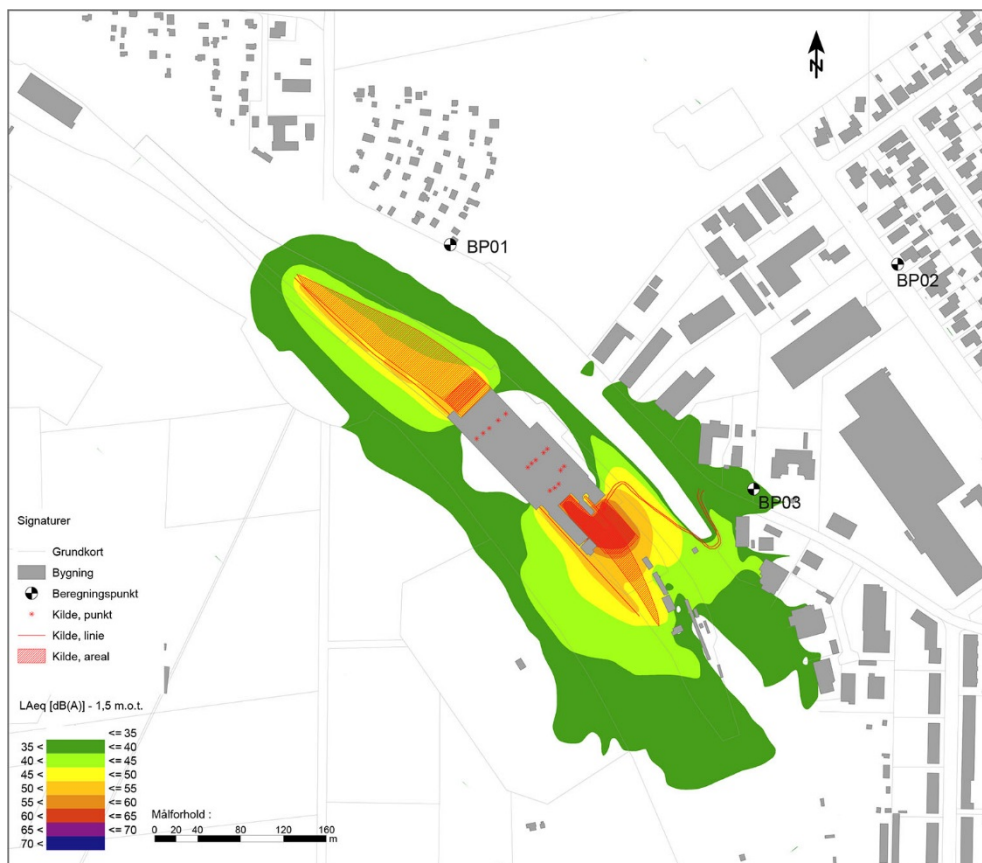 N
BP01
BP02
BP03
Signaturer
Grundkort
Bygning
Beregningspunkt
Kilde, punkt
Kilde, linie
Kilde, areal
LAeq [dB(A)] - 1,5 m.o.t.
<= 35
35 < <= 40
40 < <= 45
45 < <= 50
50 < <= 55
55 < <= 60
60 < <= 65
65 < <= 70
70 <
Målforhold :
0 20 40 80 120 160
m